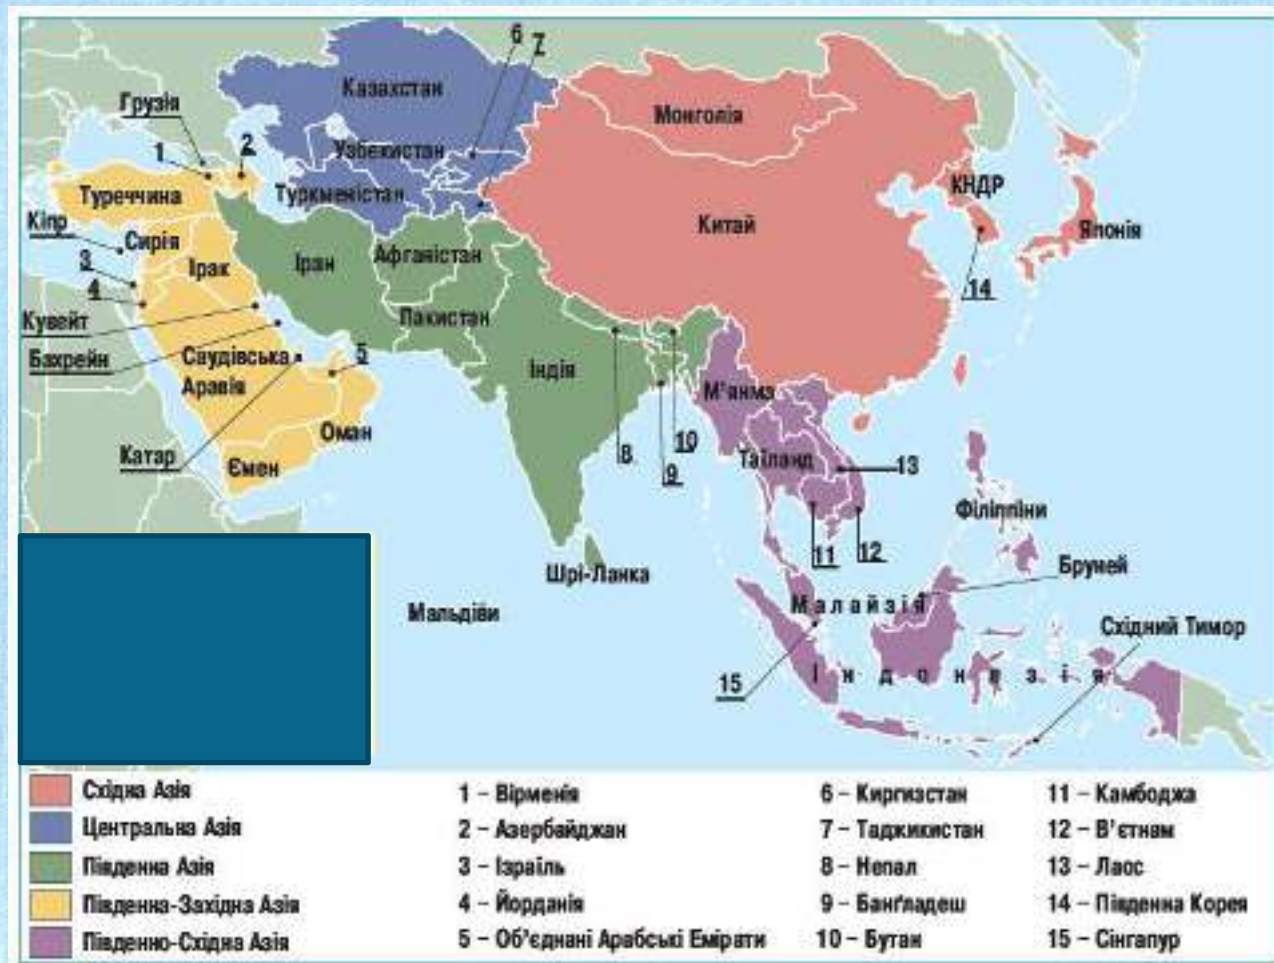 6
7
Казахстан
Грузія
Монголія
1
2
Узбекистан
Туреччина
Туркменістан
КНДР
Кіпр
Сирія
Китай
Японія
Ірак
Іран
Афганістан
3
4
14
Кувейт
Пакистан
Бахрейн
Саудівська
Аравія
5
Індія
М'янма
Оман
Катар
Ємен
8
9
10
Таїланд
13
Філіппіни
11
12
Шрі-Ланка
Бруней
Мальдіви
Малайзія
Східний Тимор
15
Індонезія
Східна Азія
Центральна Азія
Південна Азія
Південна-Західна Азія
Південно-Східна Азія
1 – Вірменія
2 – Азербайджан
3 – Ізраїль
4 – Йорданія
5 – Об'єднані Арабські Емірати
6 – Киргизстан
7 – Таджикистан
8 – Непал
9 – Банґладеш
10 – Бутан
11 – Камбоджа
12 – В'єтнам
13 – Лаос
14 – Південна Корея
15 – Сінгапур